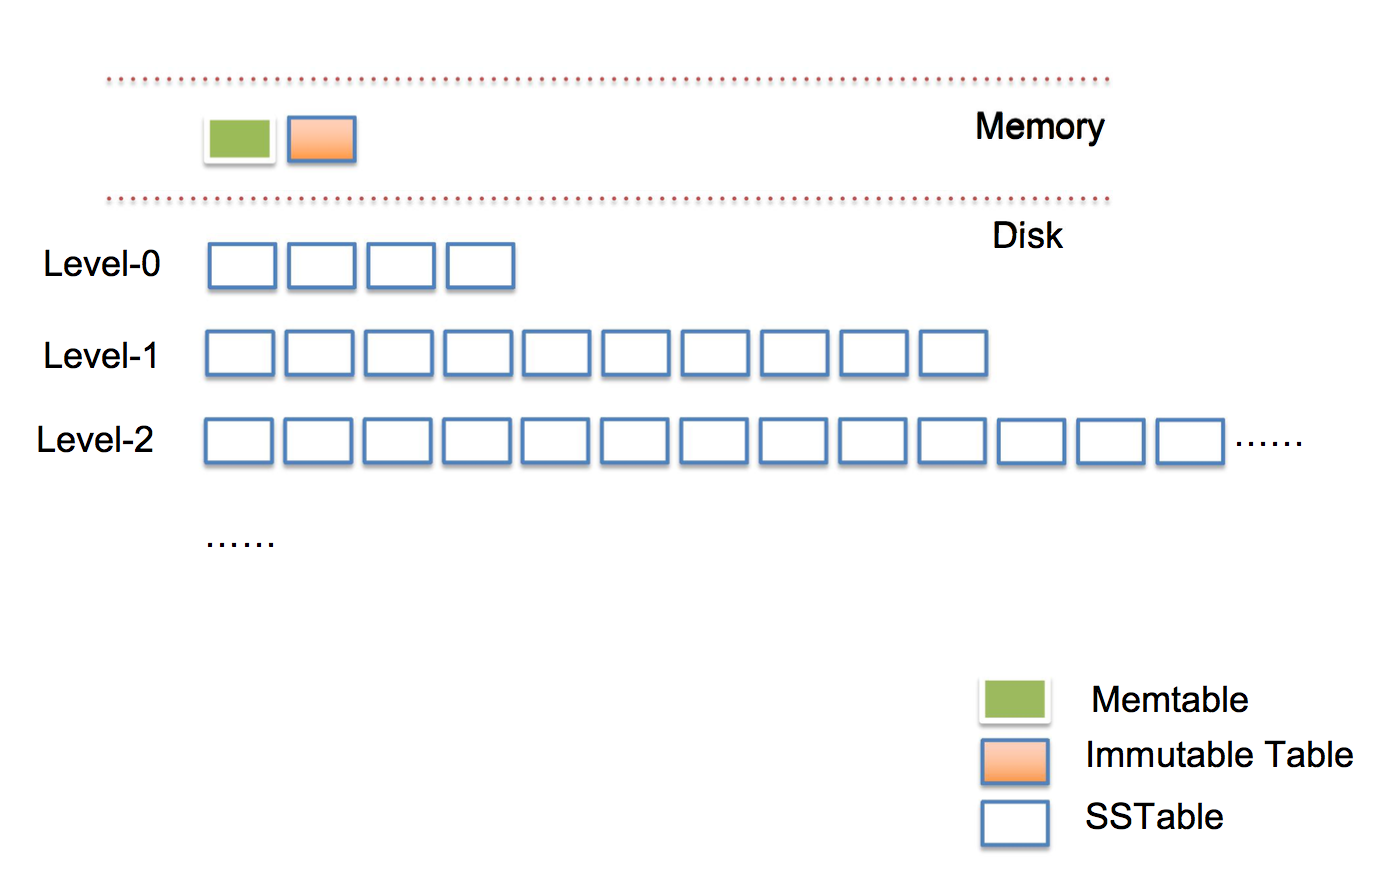 Memory
Disk
Level-0
Level-1
Level-2
......
......
Memtable
Immutable Table
SSTable